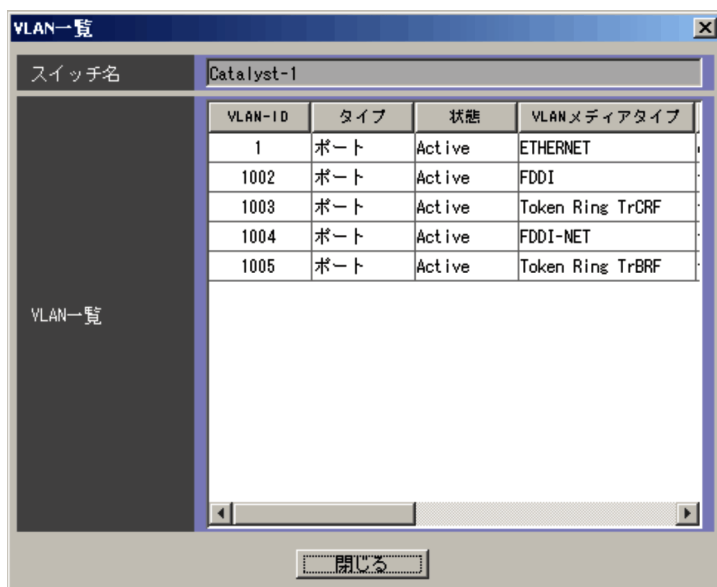 VLAN一覧
スイッチ名 Catalyst-1
VLAN-ID タイプ 状態 VLANメディアタイプ
1 ポート Active ETHERNET
1002 ポート Active FDDI
1003 ポート Active Token Ring TrCRF
1004 ポート Active FDDI-NET
1005 ポート Active Token Ring TrBRF
VLAN一覧
閉じる